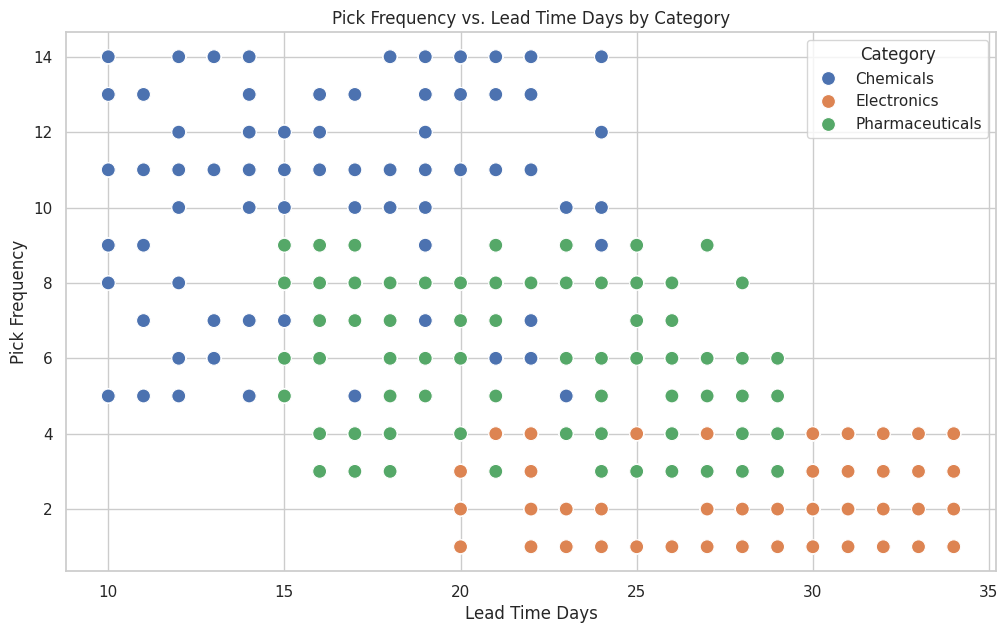 Pick Frequency vs. Lead Time Days by Category
Category
Chemicals
Electronics
Pharmaceuticals
Pick Frequency
14
12
10
8
6
4
2
10 15 20 25 30 35
Lead Time Days